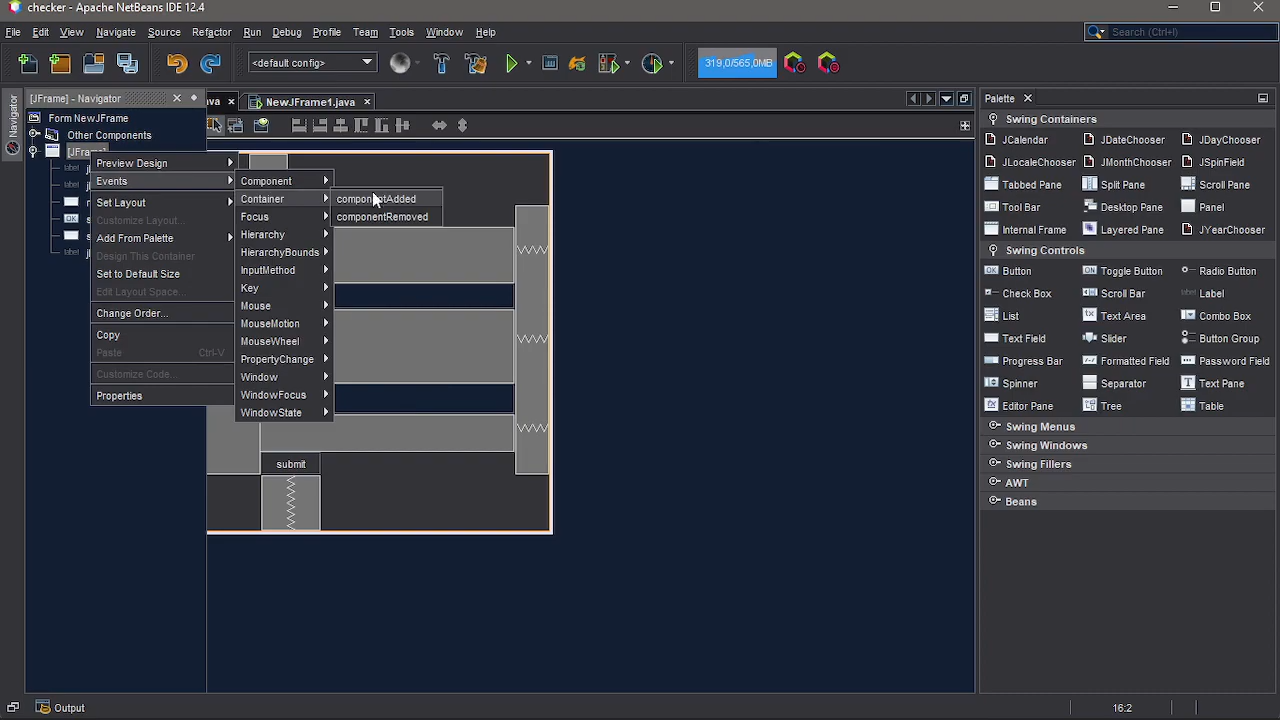 checker - Apache NetBeans IDE 12.4
File Edit View Navigate Source Refactor Run Debug Profile Team Tools Window Help
Search (Ctrl+I)
<default config>
319,0/565,0MB
[JFrame] - Navigator
NewJFrame1.java
Palette
Navigator
Form NewJFrame
Other Components
[JFrame]
label
label
OK
label
Preview Design
Events
Set Layout
Customize Layout...
Add From Palette
Design This Container
Set to Default Size
Edit Layout Space...
Change Order...
Copy
Paste Ctrl-V
Customize Code...
Properties
Component
Container
Focus
Hierarchy
HierarchyBounds
InputMethod
Key
Mouse
MouseMotion
MouseWheel
PropertyChange
Window
WindowFocus
WindowState
componentAdded
componentRemoved
submit
Swing Containers
JCalendar JDateChooser JDayChooser
JLocaleChooser JMonthChooser JSpinField
Tabbed Pane Split Pane Scroll Pane
Tool Bar Desktop Pane Panel
Internal Frame Layered Pane JYearChooser
Swing Controls
OK Button Toggle Button Radio Button
Check Box Scroll Bar label Label
List Text Area Combo Box
Text Field Slider Button Group
Progress Bar Formatted Field Password Field
Spinner Separator T Text Pane
Editor Pane Tree Table
Swing Menus
Swing Windows
Swing Fillers
AWT
Beans
Output
16:2